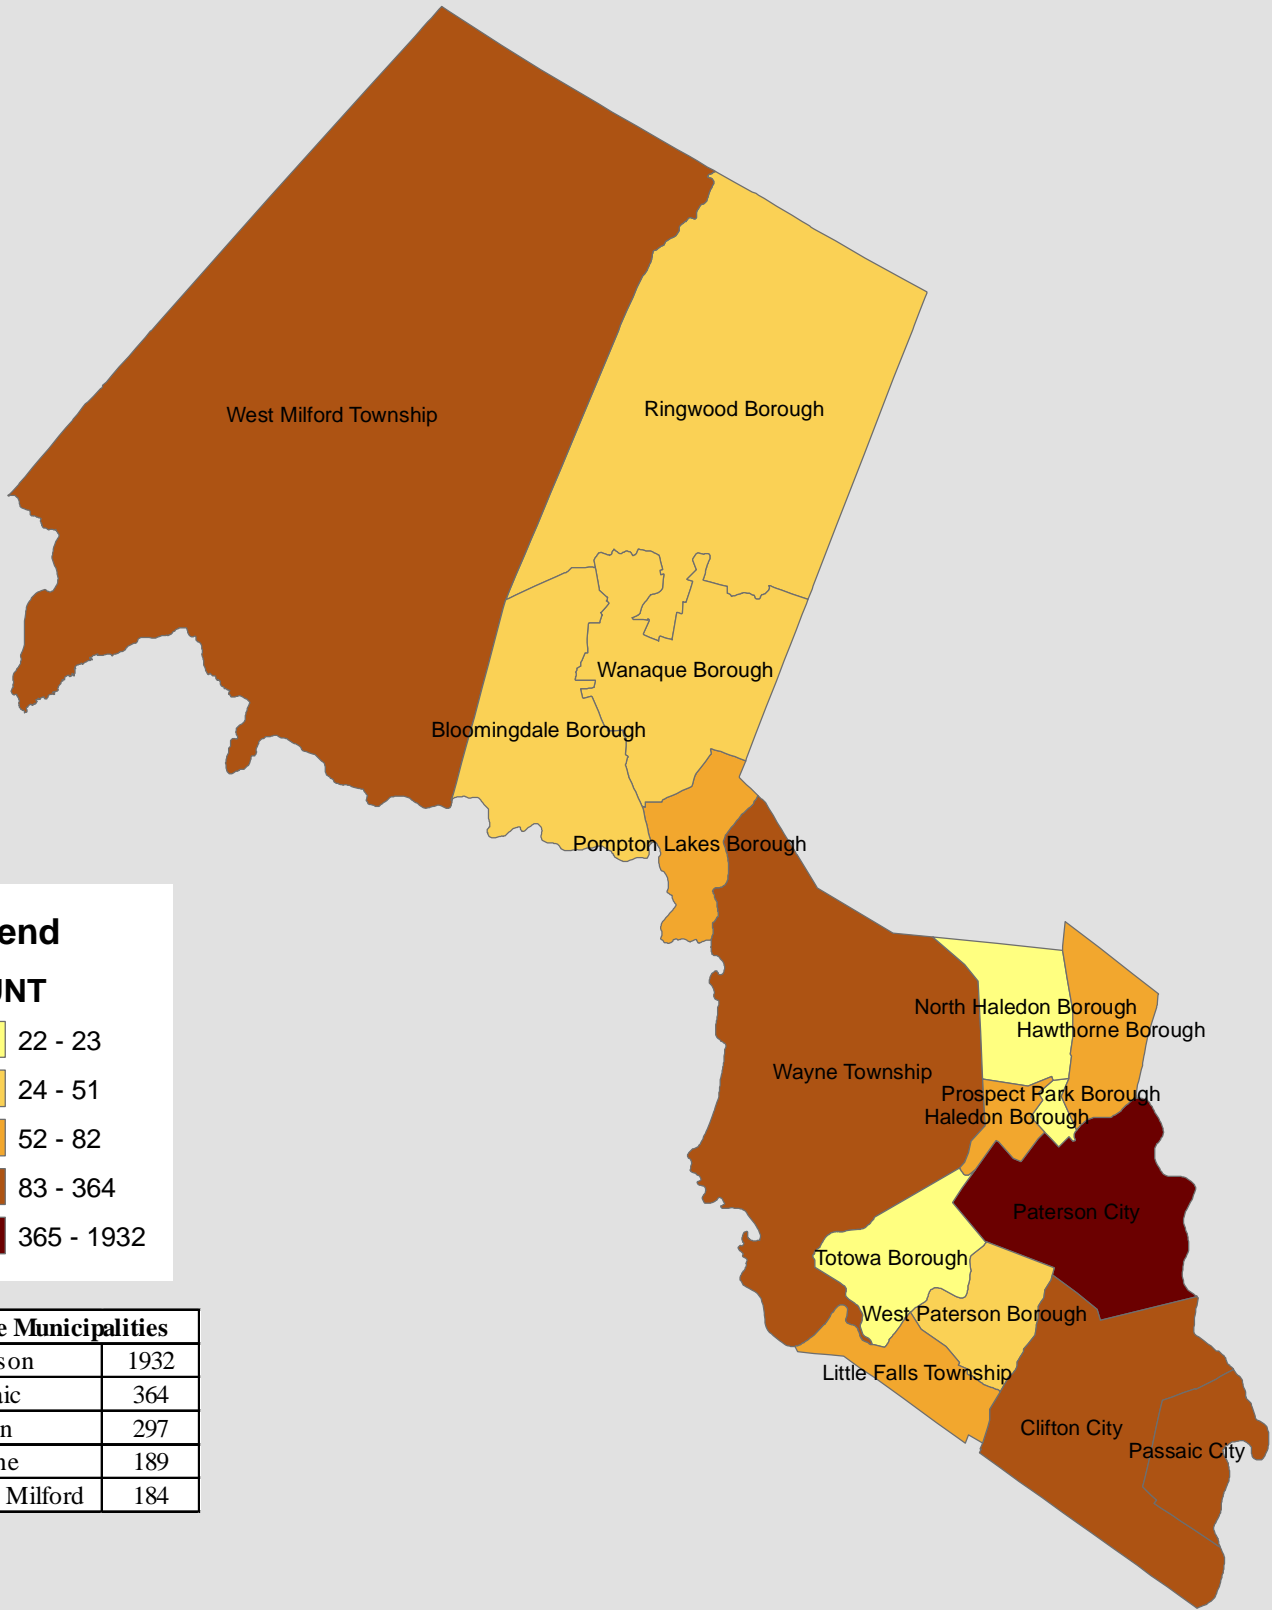 West Milford Township
Ringwood Borough
Wanaque Borough
Bloomingdale Borough
Pompton Lakes Borough
end
UNT
North Haledon Borough
Hawthorne Borough
22 - 23
Wayne Township
24 - 51
Prospect Park Borough
Haledon Borough
52 - 82
83 - 364
Paterson City
365 - 1932
Totowa Borough
West Paterson Borough
e Municipalities
son 1932
Little Falls Township
ic 364
n 297
Clifton City
Passaic City
ne 189
Milford 184